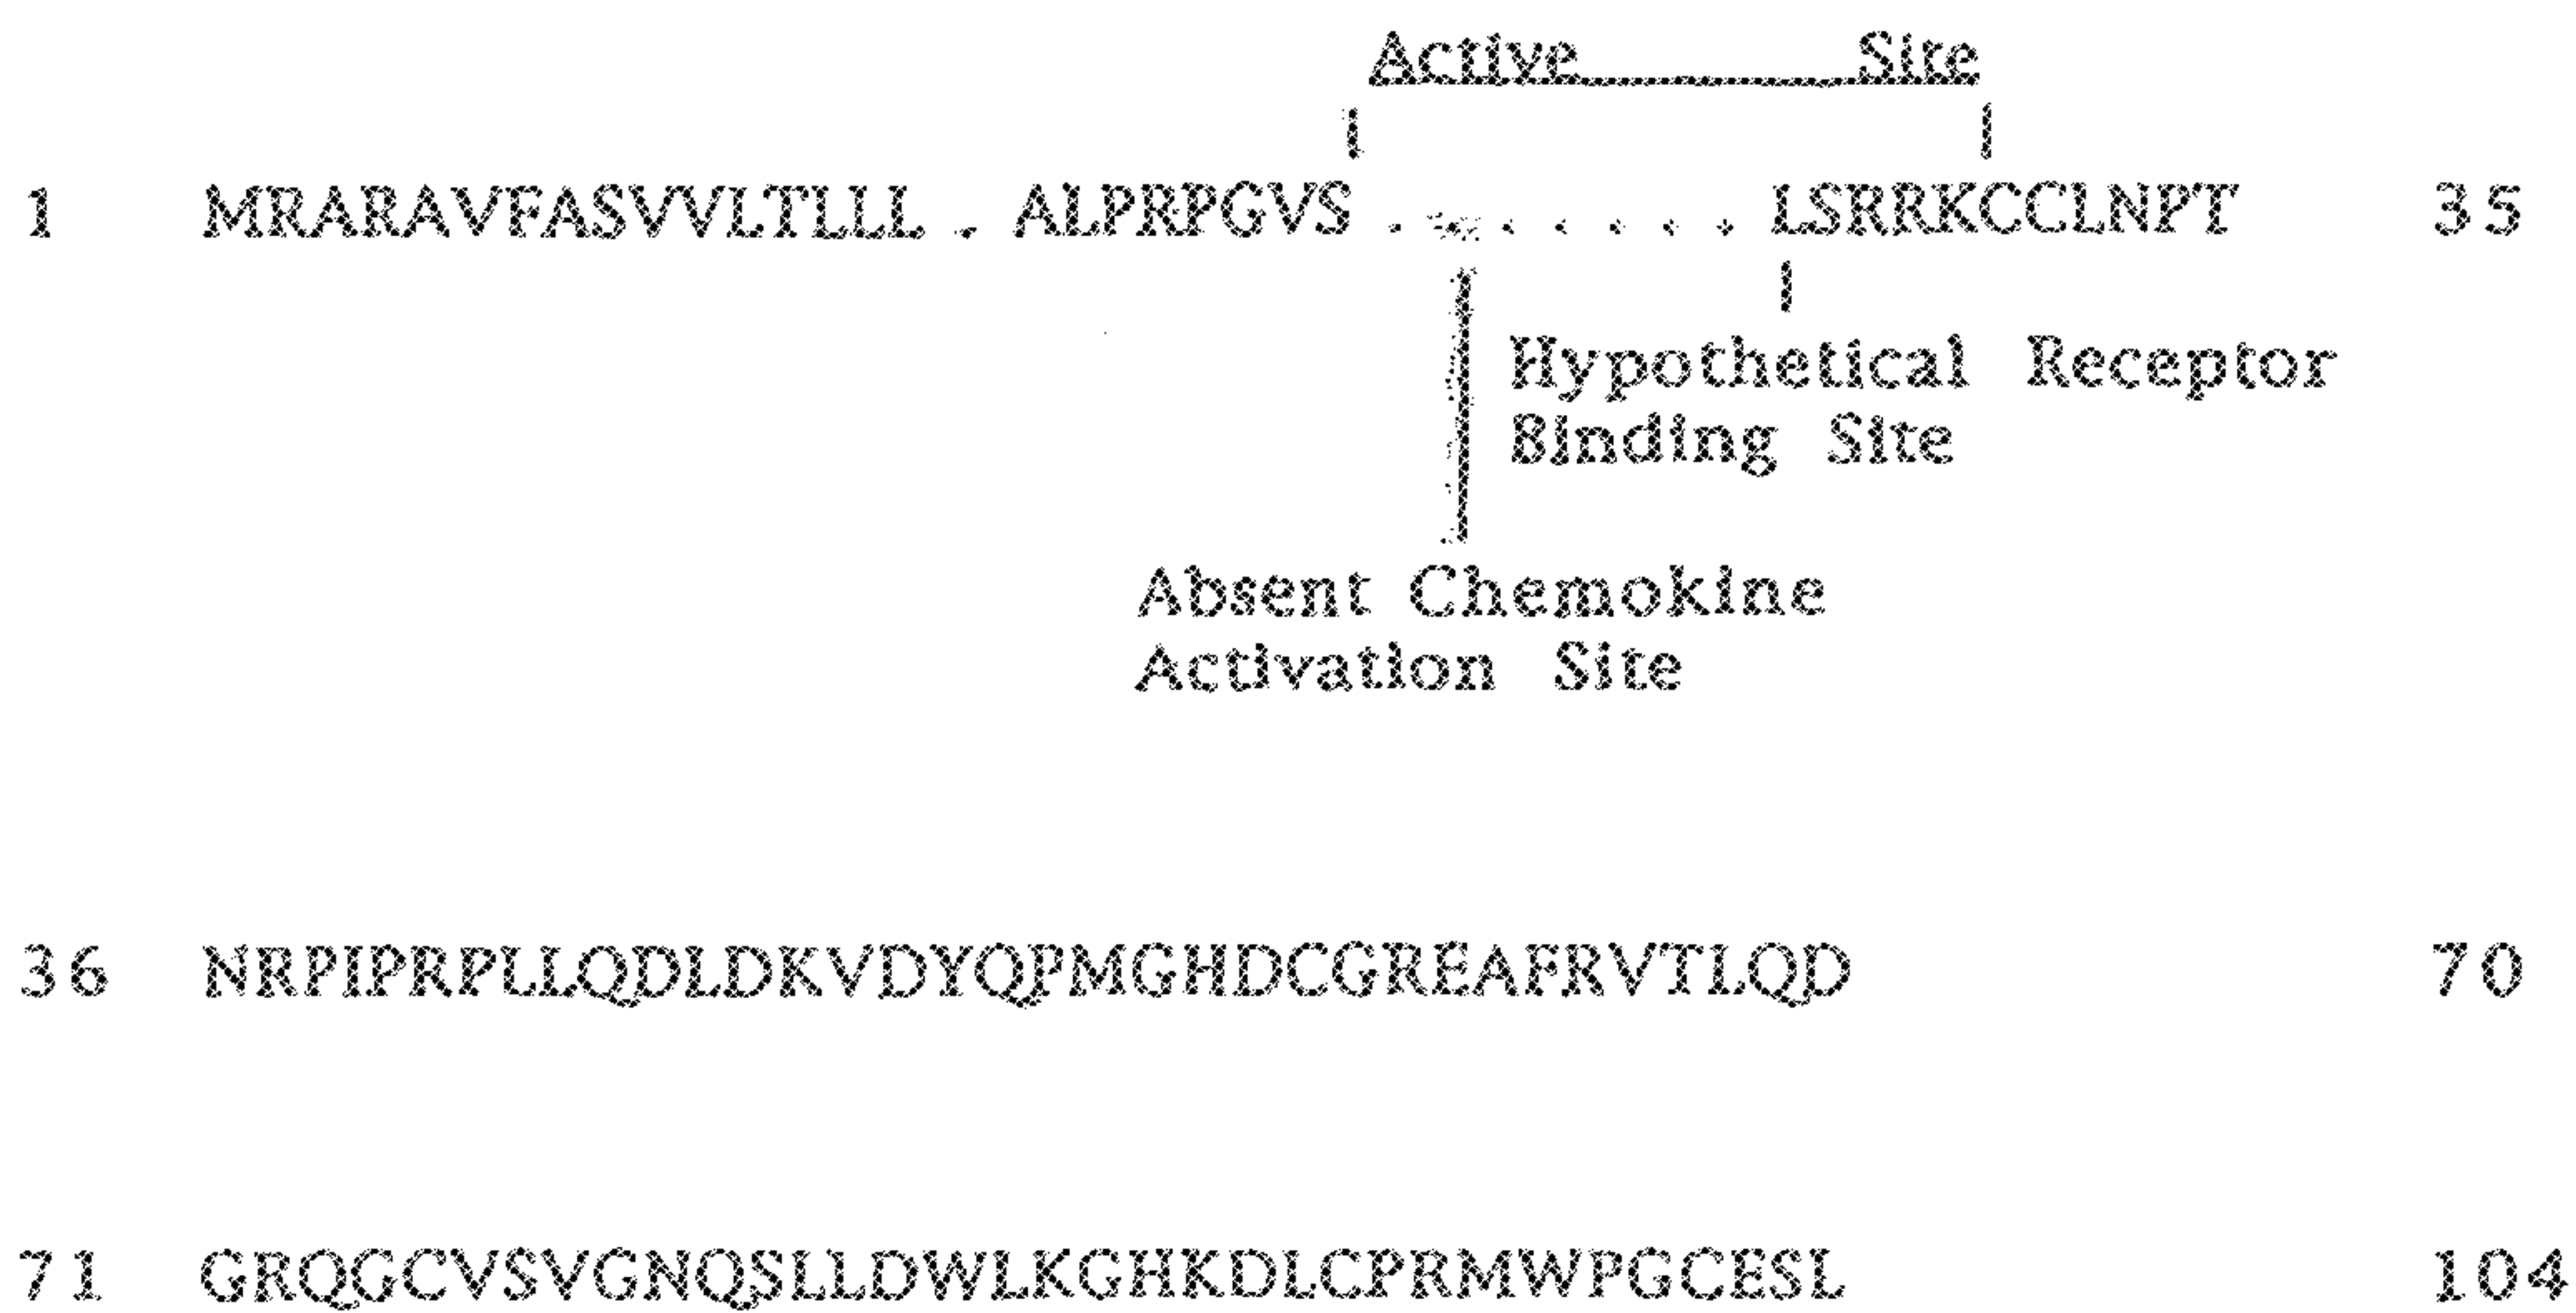 Active Site
1 MRARAVFASVVLTLLL . ALPRPGVS . . . . . . . LSRRKCCLNPT 35
Hypothetical Receptor
Binding Site
Absent Chemokine
Activation Site
36 NRPIPRPLLQDLDKVDYQPMGHDCGREAFRVTLQD 70
71 GRQGCVSVGNQSLLDWLKGHKDLCPRMWPGCESL 104